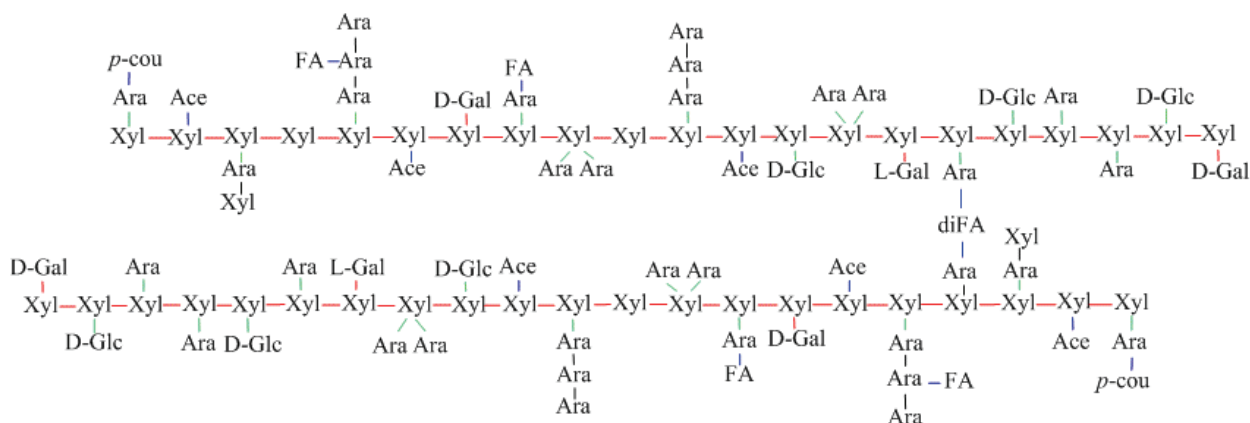 Ara
Ara
p-cou FA Ara FA Ara
Ara Ace Ara D-Gal Ara Ara Ara Ara D-Glc Ara D-Glc
Xyl Xyl Xyl Xyl Xyl Xyl Xyl Xyl Xyl Xyl Xyl Xyl Xyl Xyl Xyl Xyl Xyl Xyl Xyl Xyl Xyl
Ara Ace Ara Ara Ace D-Glc L-Gal Ara Ara D-Gal
Xyl
diFA Xyl
D-Gal Ara Ara L-Gal D-Glc Ace Ara Ara Ace Ara Ara
Xyl Xyl Xyl Xyl Xyl Xyl Xyl Xyl Xyl Xyl Xyl Xyl Xyl Xyl Xyl Xyl Xyl Xyl Xyl Xyl Xyl
D-Glc Ara D-Glc Ara Ara Ara Ara D-Gal Ara Ace Ara
Ara FA Ara FA p-cou
Ara Ara